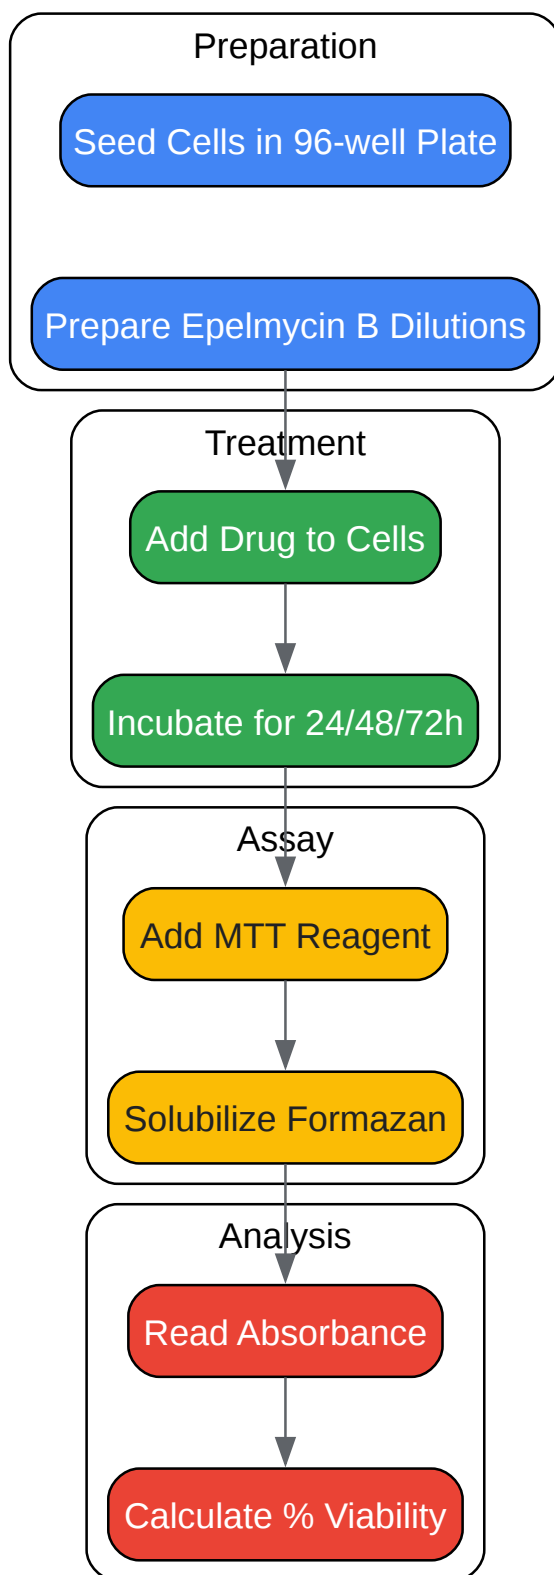 Preparation
Seed Cells in 96-well Plate
Prepare Epelmycin B Dilutions
Treatment
Add Drug to Cells
Incubate for 24/48/72h
Assay
Add MTT Reagent
Solubilize Formazan
Analysis
Read Absorbance
Calculate % Viability